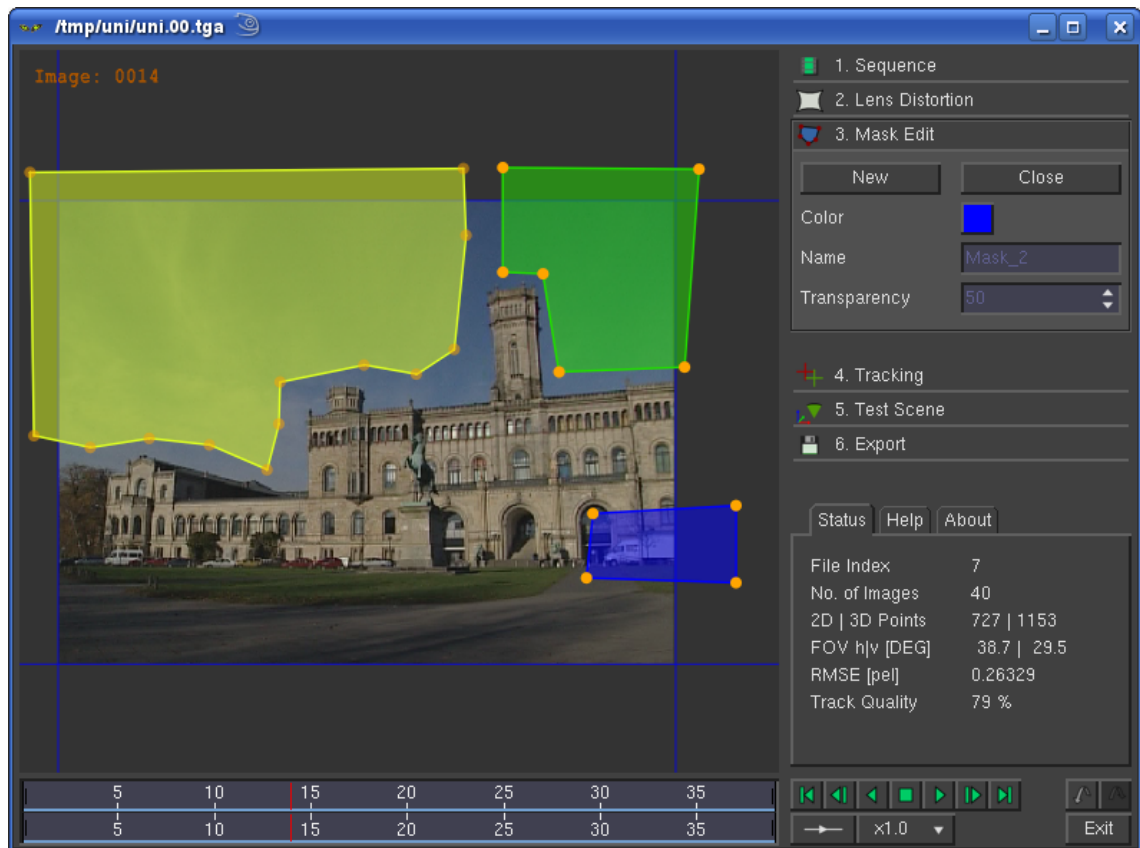 /tmp/uni/uni.00.tga
Image: 0014
1. Sequence
2. Lens Distortion
3. Mask Edit
New Close
Color
Name Mask_2
Transparency 50
4. Tracking
5. Test Scene
6. Export
Status Help About
File Index 7
No. of Images 40
2D | 3D Points 727 | 1153
FOV h|v [DEG] 38.7 | 29.5
RMSE [pel] 0.26329
Track Quality 79 %
5 10 15 20 25 30 35
5 10 15 20 25 30 35
x1.0
Exit